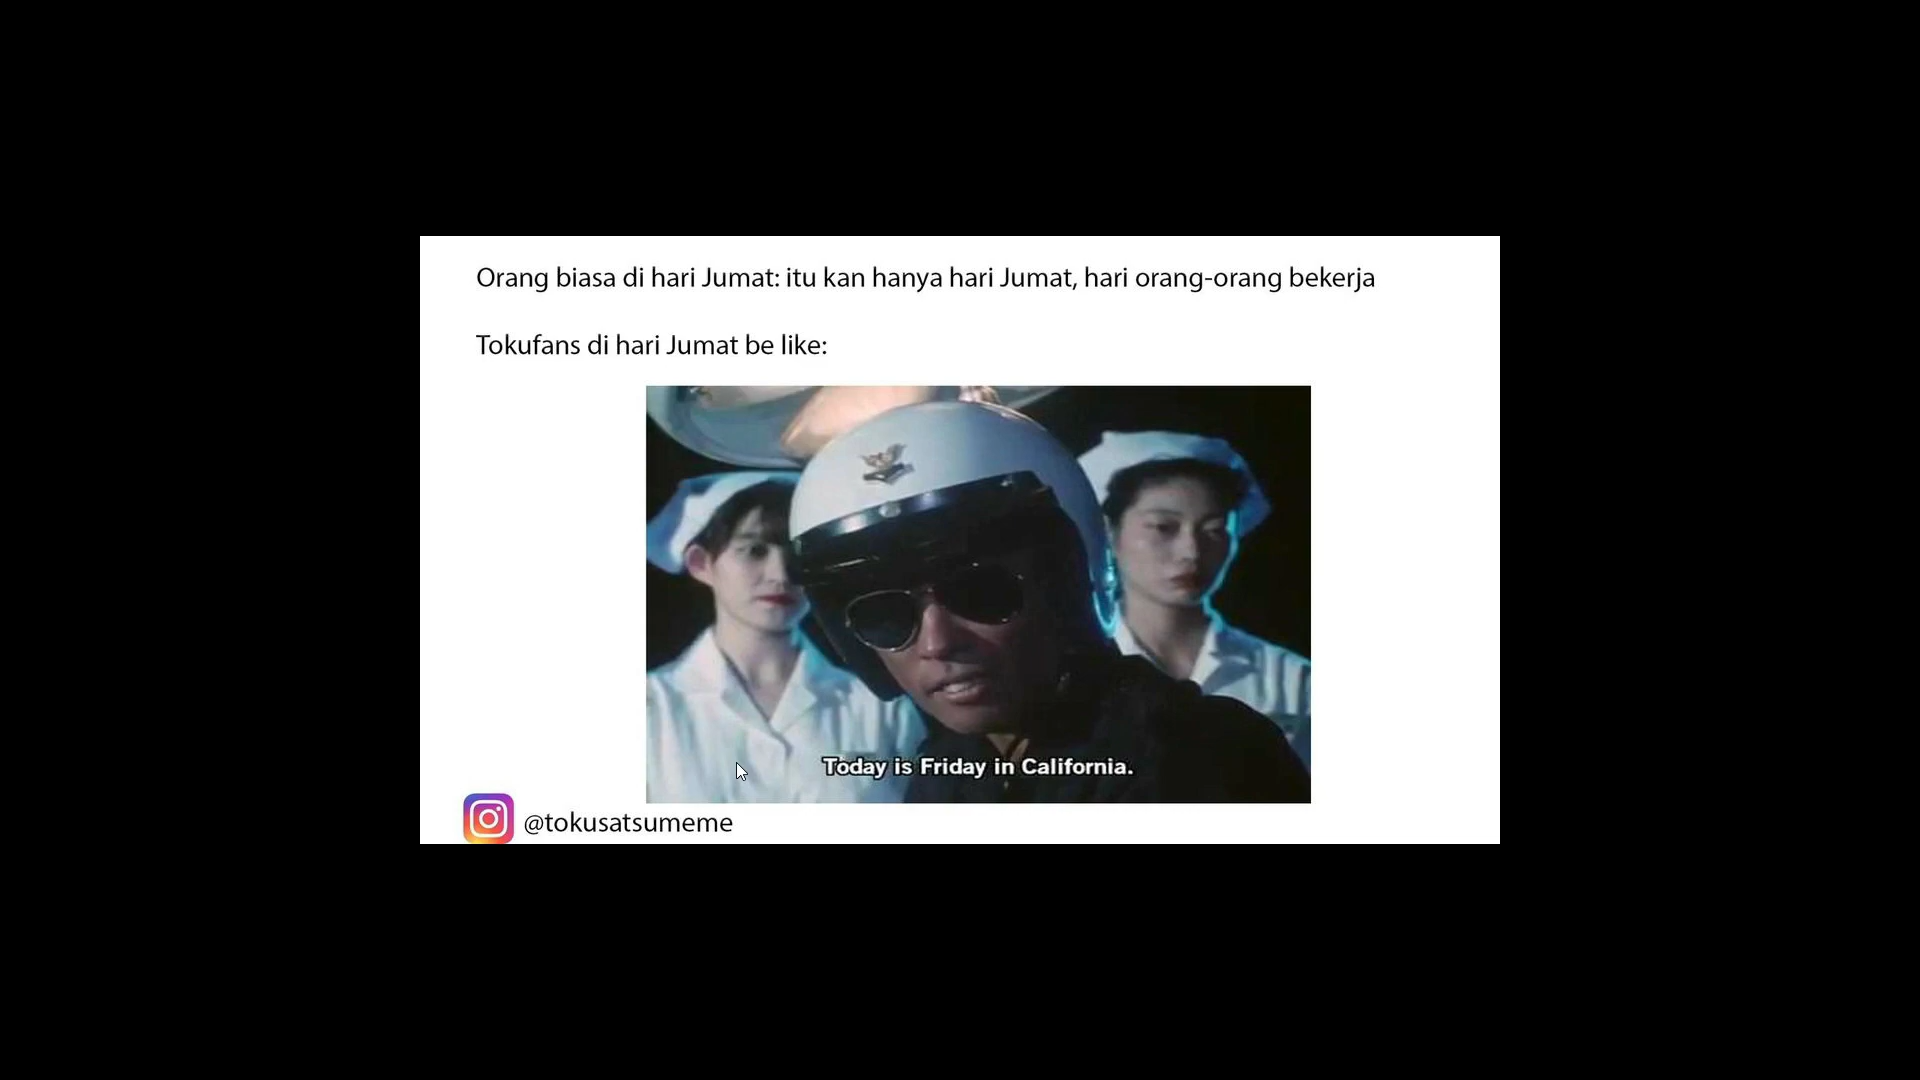 Orang biasa di hari Jumat: itu kan hanya hari Jumat, hari orang-orang bekerja
Tokufans di hari Jumat be like:
Today is Friday in California.
@tokusatsumeme